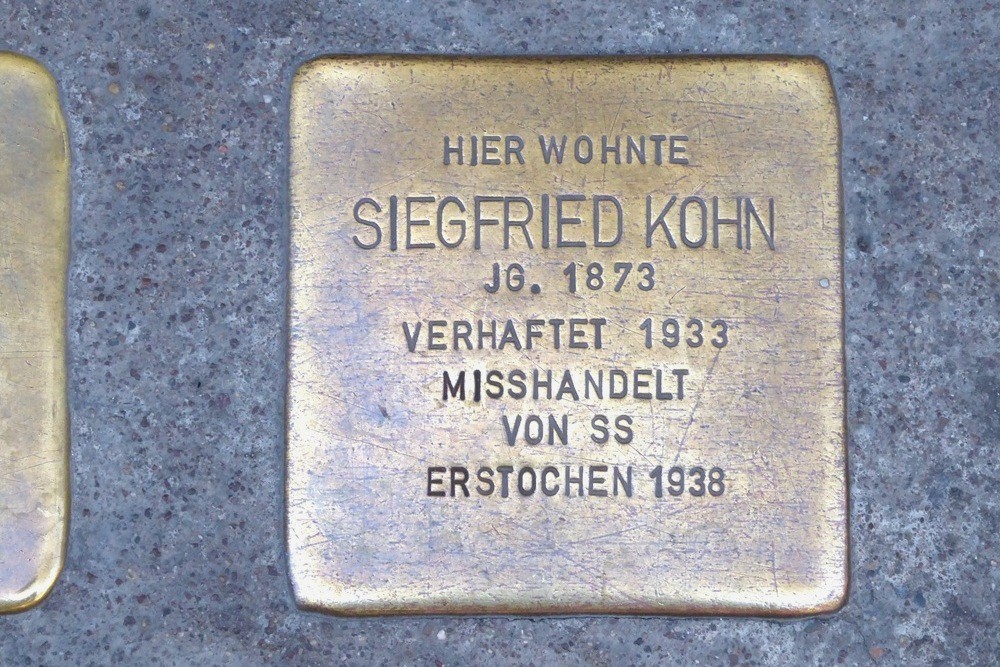 HIER WOHNTE
SIEGFRIED KOHN
JG. 1873
VERHAFTET 1933
MISSHANDELT
VON SS
ERSTOCHEN 1938